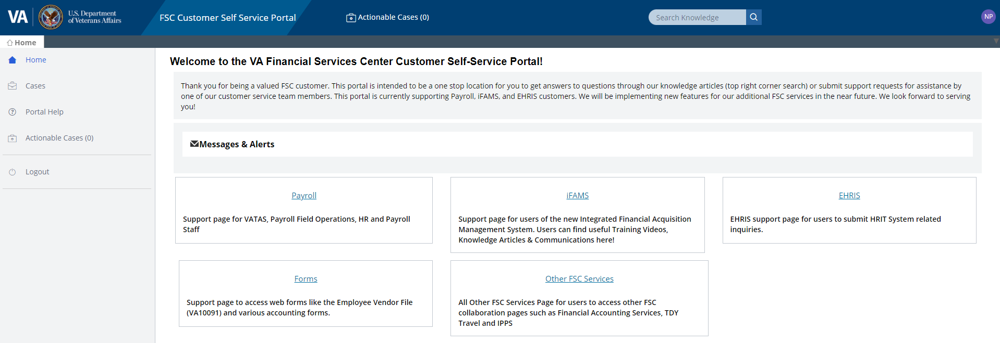 VA
U.S. Department
of Veterans Affairs
FSC Customer Self Service Portal
Actionable Cases (0)
Search Knowledge
NP
Home
Home
Cases
Portal Help
Actionable Cases (0)
Logout
Welcome to the VA Financial Services Center Customer Self-Service Portal!
Thank you for being a valued FSC customer. This portal is intended to be a one stop location for you to get answers to questions through our knowledge articles (top right corner search) or submit support requests for assistance by
one of our customer service team members. This portal is currently supporting Payroll, iFAMS, and EHRIS customers. We will be implementing new features for our additional FSC services in the near future. We look forward to serving
you!
Messages & Alerts
Payroll
Support page for VATAS, Payroll Field Operations, HR and Payroll
Staff
iFAMS
Support page for users of the new Integrated Financial Acquisition
Management System. Users can find useful Training Videos,
Knowledge Articles & Communications here!
EHRIS
EHRIS support page for users to submit HRIT System related
inquiries.
Forms
Support page to access web forms like the Employee Vendor File
(VA10091) and various accounting forms.
Other FSC Services
All Other FSC Services Page for users to access other FSC
collaboration pages such as Financial Accounting Services, TDY
Travel and IPPS